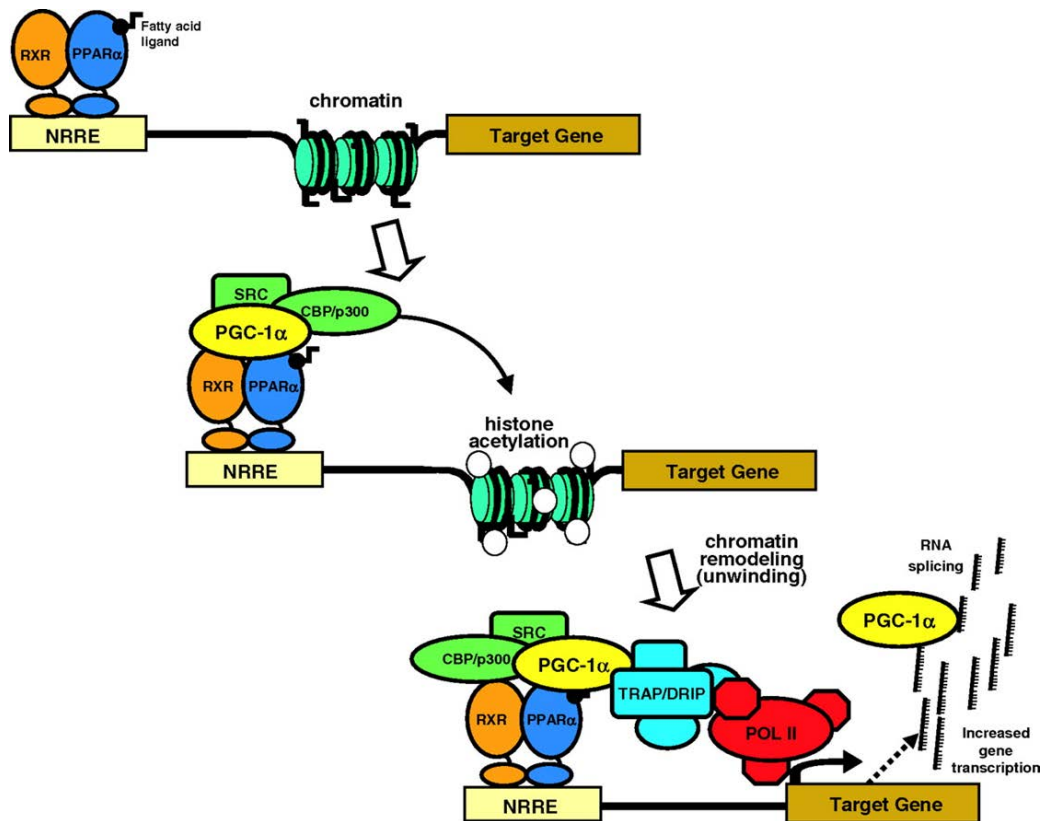 Fatty acid
ligand
RXR
PPARα
NRRE
chromatin
Target Gene
SRC
CBP/p300
PGC-1α
RXR
PPARα
NRRE
histone
acetylation
Target Gene
chromatin
remodeling
(unwinding)
RNA
splicing
PGC-1α
SRC
CBP/p300
PGC-1α
TRAP/DRIP
RXR
PPARα
POL II
Increased
gene
transcription
NRRE
Target Gene